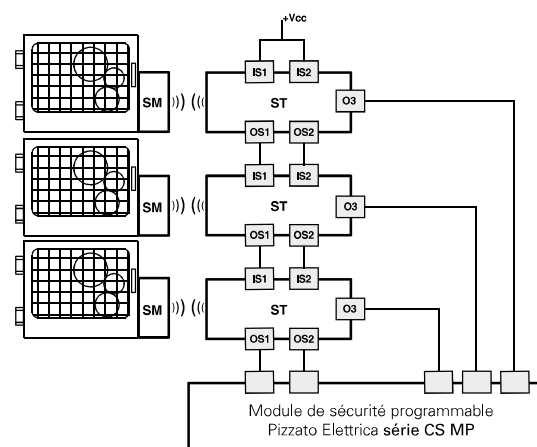 +Vcc
IS1 IS2
SM ST O3
OS1 OS2
IS1 IS2
SM ST O3
OS1 OS2
IS1 IS2
SM ST O3
OS1 OS2
Module de sécurité programmable
Pizzato Elettrica série CS MP